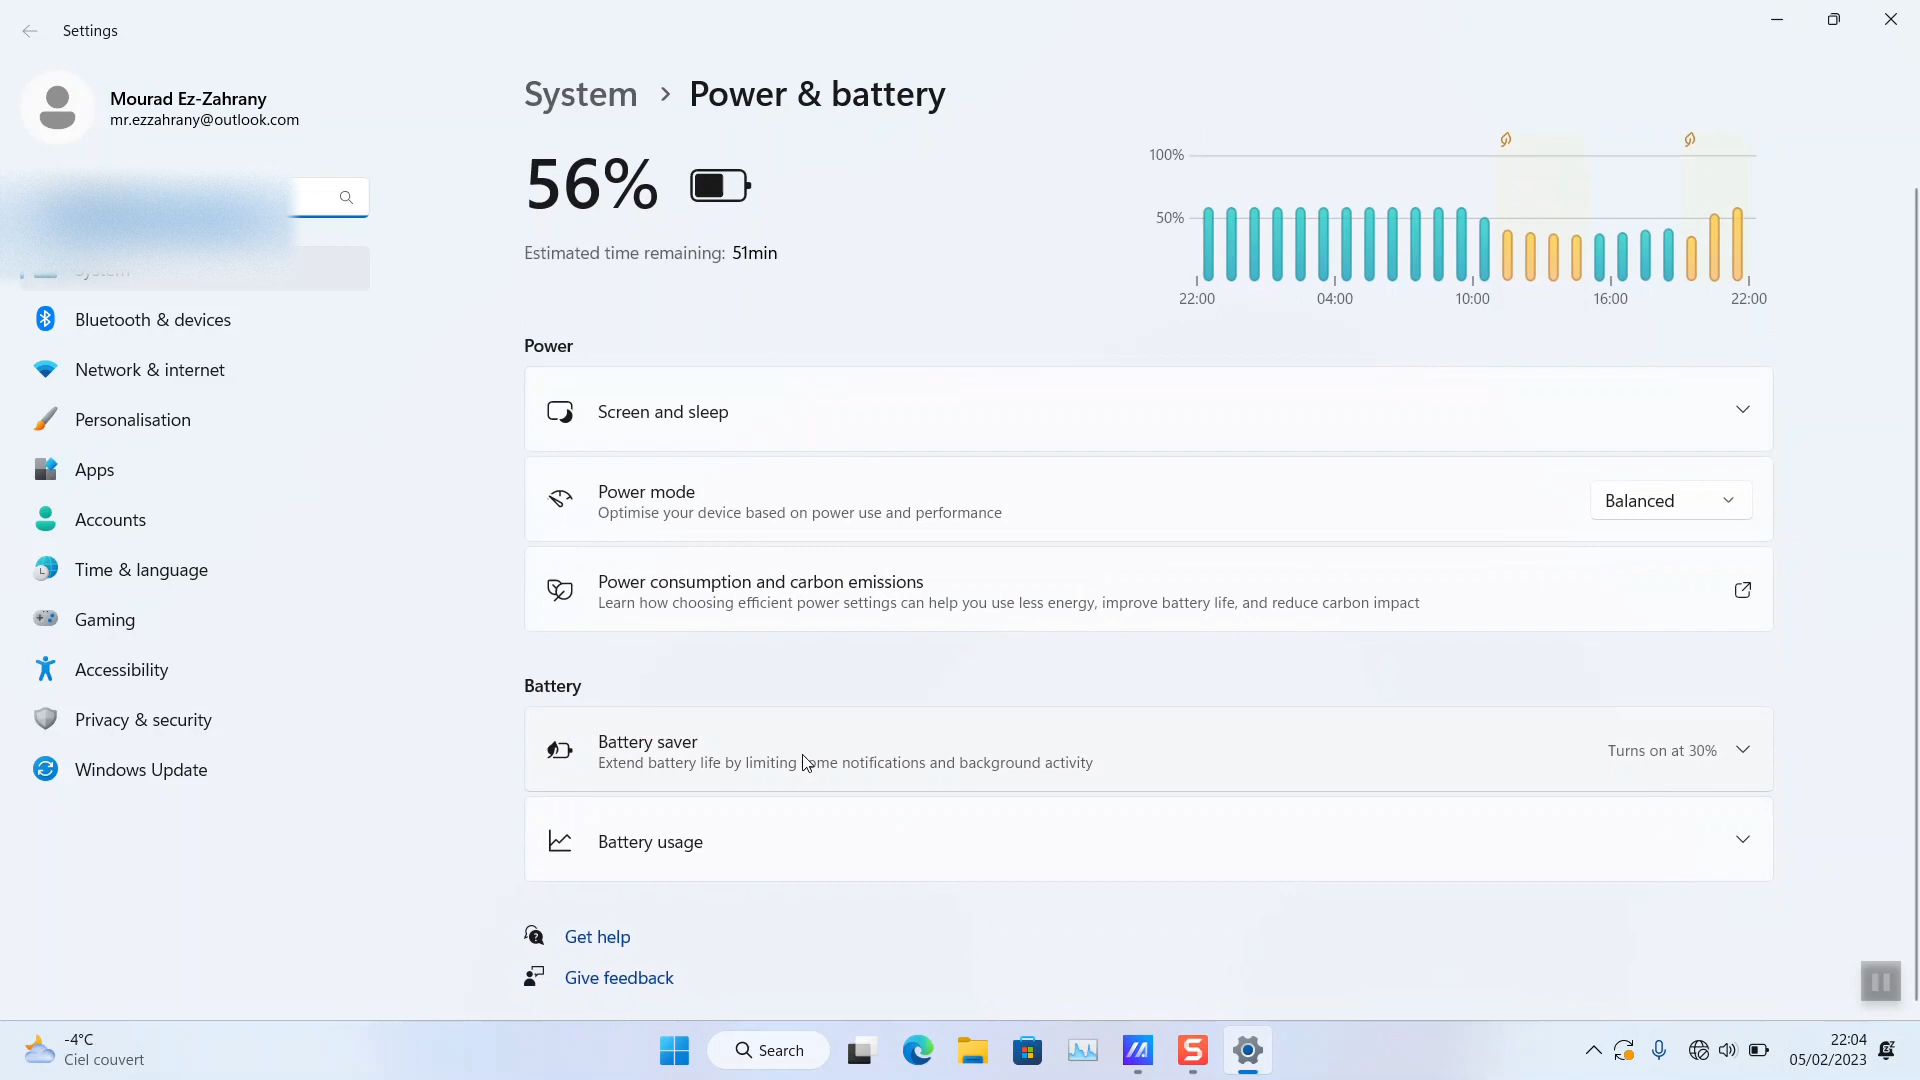 Settings
Mourad Ez-Zahrany
mr.ezzahrany@outlook.com
System
Bluetooth & devices
Network & internet
Personalisation
Apps
Accounts
Time & language
Gaming
Accessibility
Privacy & security
Windows Update
System > Power & battery
56%
Estimated time remaining: 51min
100%
50%
22:00 04:00 10:00 16:00 22:00
Power
Screen and sleep
Power mode
Optimise your device based on power use and performance
Balanced
Power consumption and carbon emissions
Learn how choosing efficient power settings can help you use less energy, improve battery life, and reduce carbon impact
Battery
Battery saver
Extend battery life by limiting some notifications and background activity
Turns on at 30%
Battery usage
Get help
Give feedback
-4°C
Ciel couvert
Search
22:04
05/02/2023